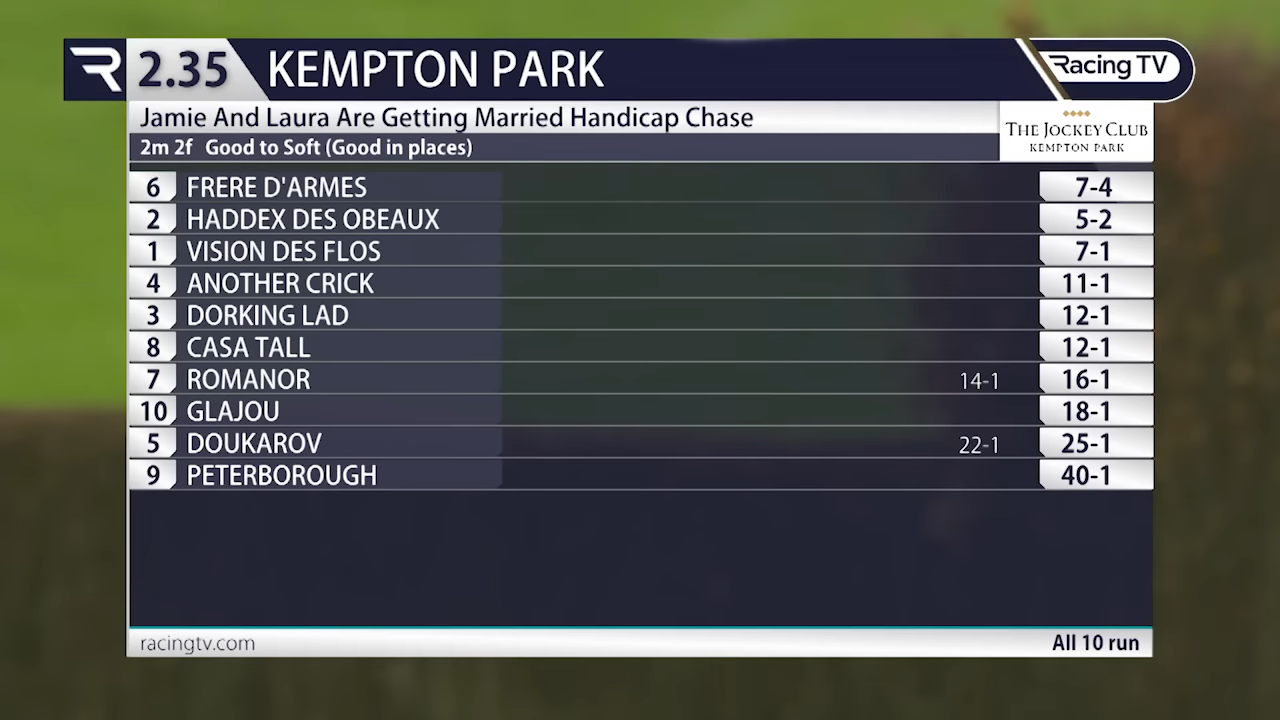 2.35 KEMPTON PARK
Racing TV
Jamie And Laura Are Getting Married Handicap Chase
2m 2f Good to Soft (Good in places)
THE JOCKEY CLUB
KEMPTON PARK
6 FRERE D'ARMES 7-4
2 HADDEX DES OBEAUX 5-2
1 VISION DES FLOS 7-1
4 ANOTHER CRICK 11-1
3 DORKING LAD 12-1
8 CASA TALL 12-1
7 ROMANOR 14-1 16-1
10 GLAJOU 18-1
5 DOUKAROV 22-1 25-1
9 PETERBOROUGH 40-1
racingtv.com All 10 run